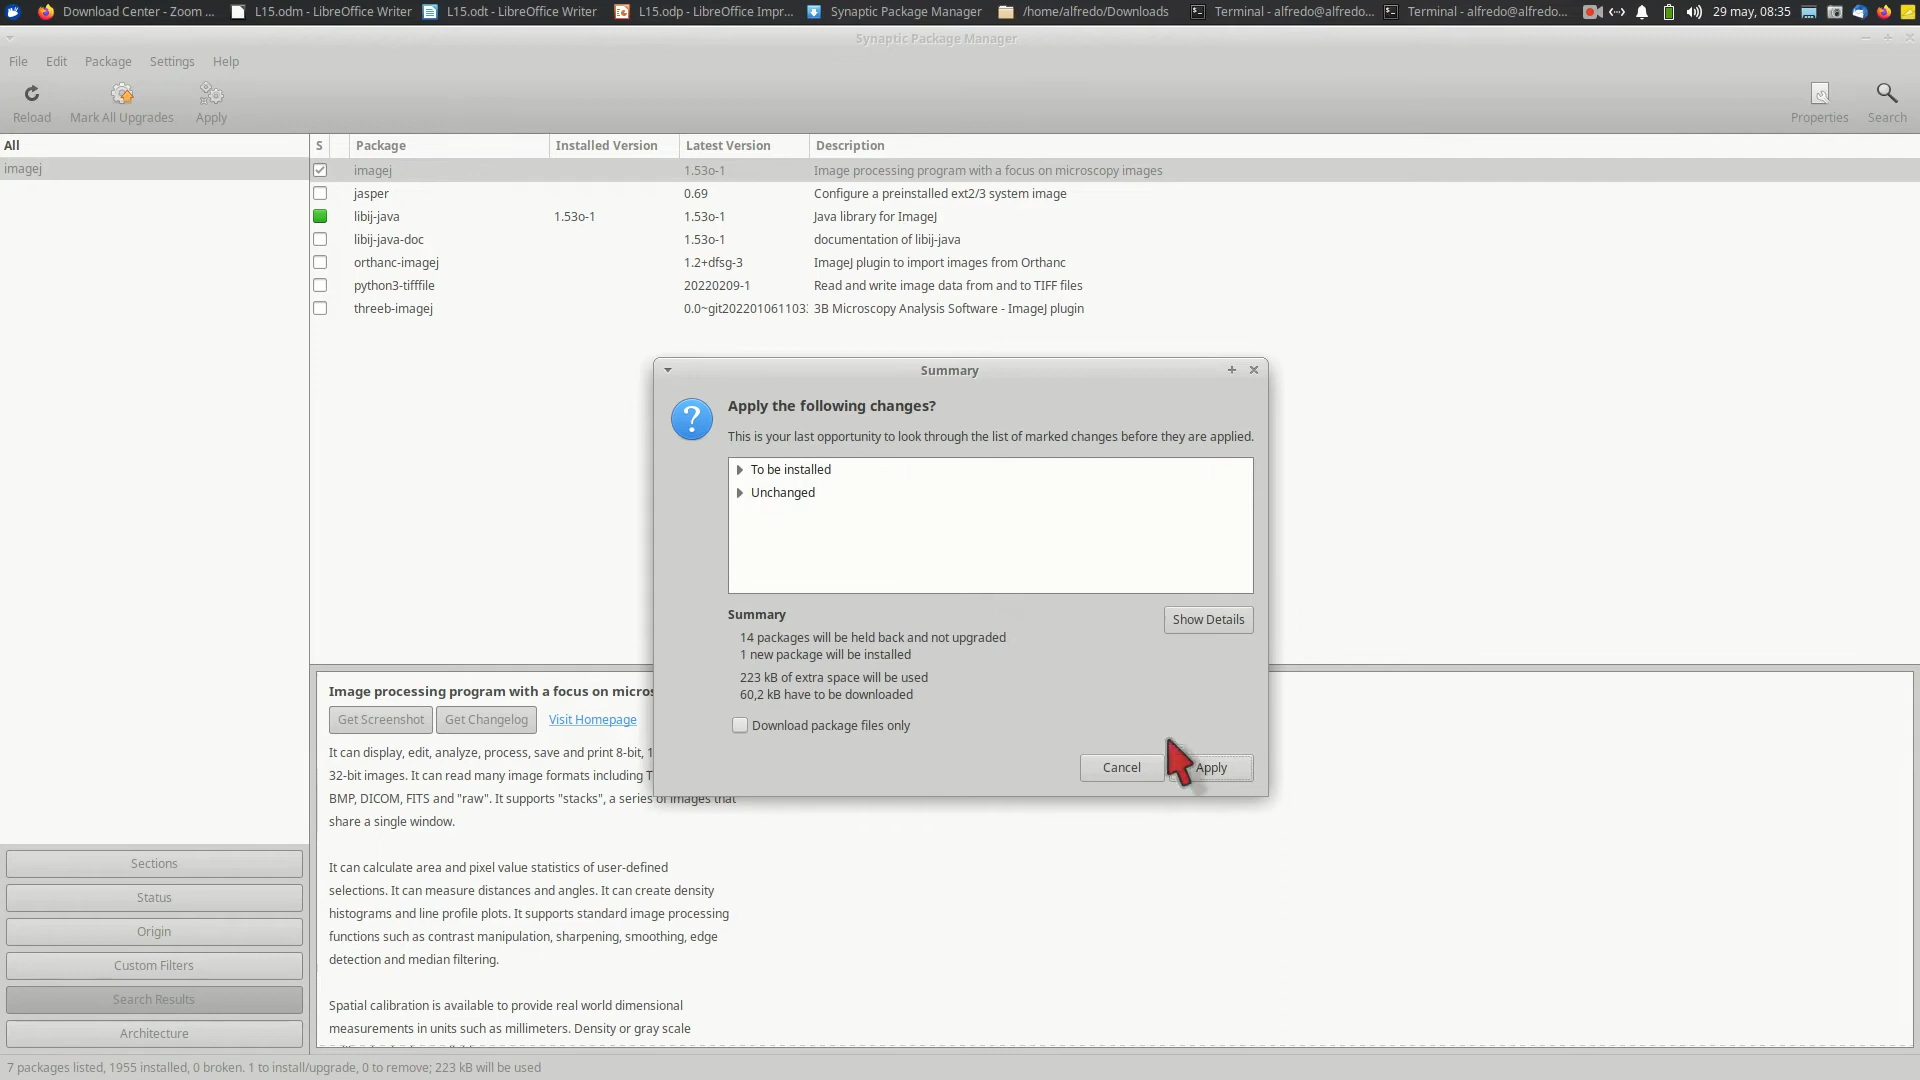 Download Center - Zoom ...
L15.odm - LibreOffice Writer
L15.odt - LibreOffice Writer
L15.odp - LibreOffice Impr...
Synaptic Package Manager
/home/alfredo/Downloads
Terminal - alfredo@alfredo...
Terminal - alfredo@alfredo...
29 may, 08:35
Synaptic Package Manager
File Edit Package Settings Help
Reload Mark All Upgrades Apply Properties Search
All
imagej
S Package Installed Version Latest Version Description
imagej 1.53o-1 Image processing program with a focus on microscopy images
jasper 0.69 Configure a preinstalled ext2/3 system image
libij-java 1.53o-1 1.53o-1 Java library for ImageJ
libij-java-doc 1.53o-1 documentation of libij-java
orthanc-imagej 1.2+dfsg-3 ImageJ plugin to import images from Orthanc
python3-tifffile 20220209-1 Read and write image data from and to TIFF files
threeb-imagej 0.0~git202201061103: 3B Microscopy Analysis Software - ImageJ plugin
Summary
Apply the following changes?
This is your last opportunity to look through the list of marked changes before they are applied.
To be installed
Unchanged
Summary
Show Details
14 packages will be held back and not upgraded
1 new package will be installed
223 kB of extra space will be used
60,2 kB have to be downloaded
Download package files only
Cancel Apply
Image processing program with a focus on micros
Get Screenshot Get Changelog Visit Homepage
It can display, edit, analyze, process, save and print 8-bit, 1
32-bit images. It can read many image formats including T
BMP, DICOM, FITS and "raw". It supports "stacks", a series of images that
share a single window.
It can calculate area and pixel value statistics of user-defined
selections. It can measure distances and angles. It can create density
histograms and line profile plots. It supports standard image processing
functions such as contrast manipulation, sharpening, smoothing, edge
detection and median filtering.
Spatial calibration is available to provide real world dimensional
measurements in units such as millimeters. Density or gray scale
Sections
Status
Origin
Custom Filters
Search Results
Architecture
7 packages listed, 1955 installed, 0 broken. 1 to install/upgrade, 0 to remove; 223 kB will be used